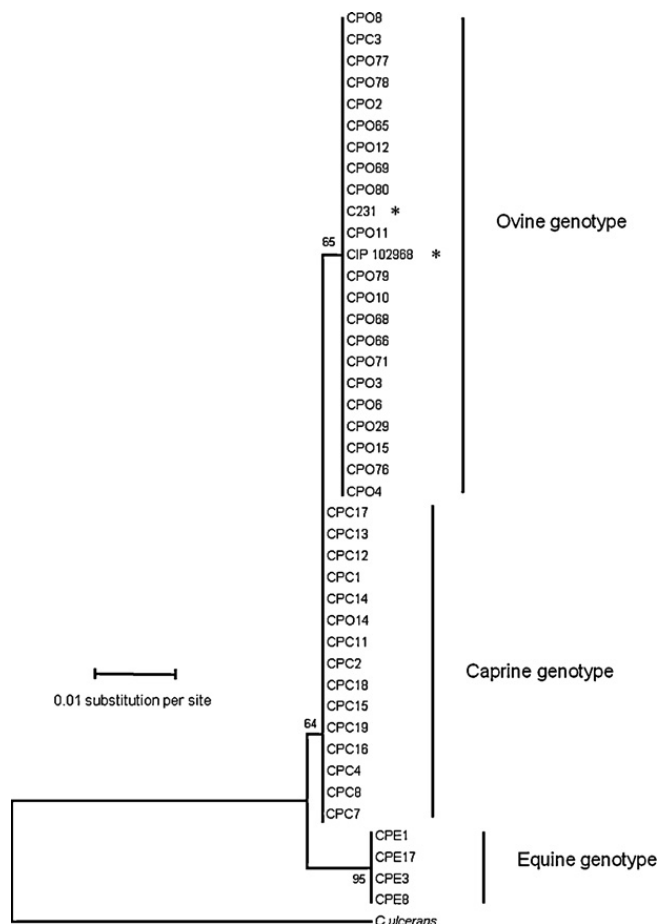 CPO8
CPC3
CPO77
CPO78
CPO2
CPO65
CPO12
CPO69
CPO80
C231 *
Ovine genotype
CPO11
65
CIP 102968 *
CPO79
CPO10
CPO68
CPO66
CPO71
CPO3
CPO6
CPO29
CPO15
CPO76
CPO4
CPC17
CPC13
CPC12
CPC1
CPC14
CPO14
CPC11
CPC2
Caprine genotype
CPC18
0.01 substitution per site
CPC15
64
CPC19
CPC16
CPC4
CPC8
CPC7
CPE1
CPE17
Equine genotype
95
CPE3
CPE8
C.ulcerans